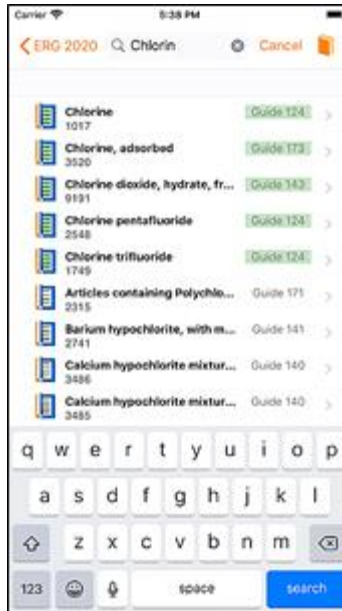 Carrier 5:38 PM
ERG 2020 Chlorin Cancel
Chlorine Guide 124
1017
Chlorine, adsorbed Guide 173
3520
Chlorine dioxide, hydrate, fr... Guide 143
9191
Chlorine pentafluoride Guide 124
2548
Chlorine trifluoride Guide 124
1749
Articles containing Polychlo... Guide 171
2315
Barium hypochlorite, with m... Guide 141
2741
Calcium hypochlorite mixtur... Guide 140
3486
Calcium hypochlorite mixtur... Guide 140
3485
q w e r t y u i o p
a s d f g h j k l
z x c v b n m
123 space search